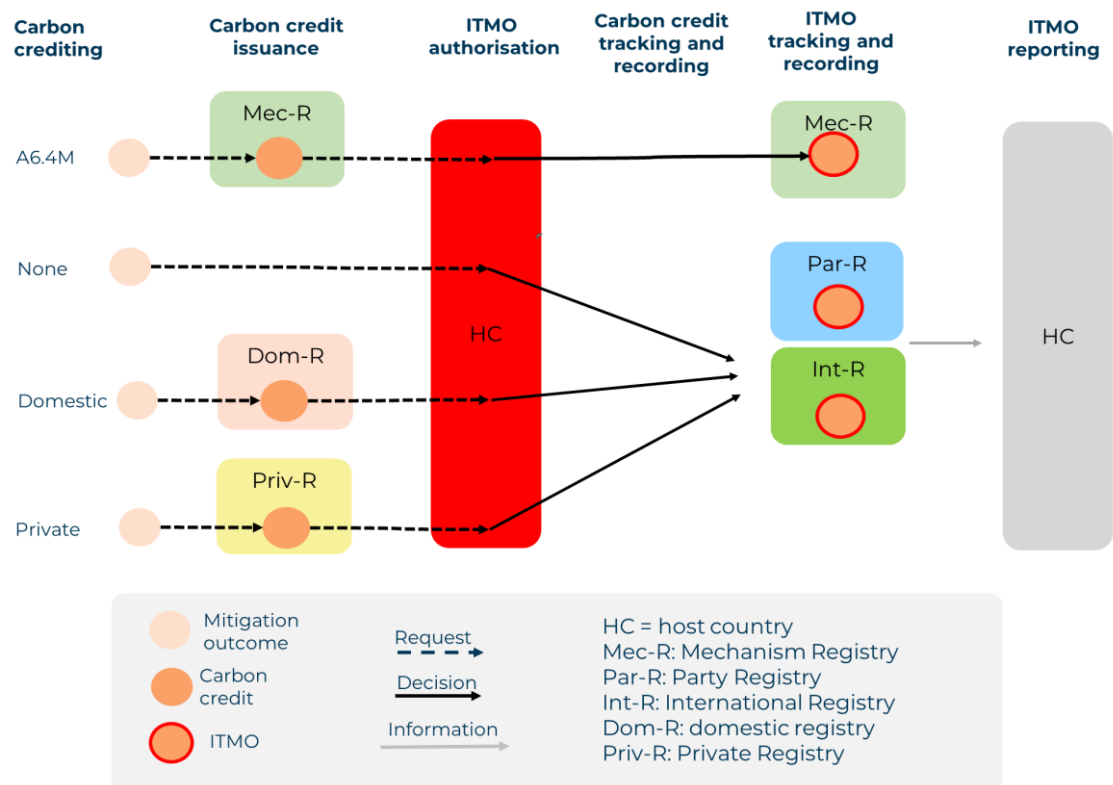 Carbon
crediting
Carbon credit
issuance
ITMO
authorisation
Carbon credit
tracking and
recording
ITMO
tracking and
recording
ITMO
reporting
A6.4M
Mec-R
Mec-R
None
Par-R
HC
HC
Domestic
Dom-R
Int-R
Private
Priv-R
Mitigation
outcome
Carbon
credit
ITMO
Request
Decision
Information
HC = host country
Mec-R: Mechanism Registry
Par-R: Party Registry
Int-R: International Registry
Dom-R: domestic registry
Priv-R: Private Registry